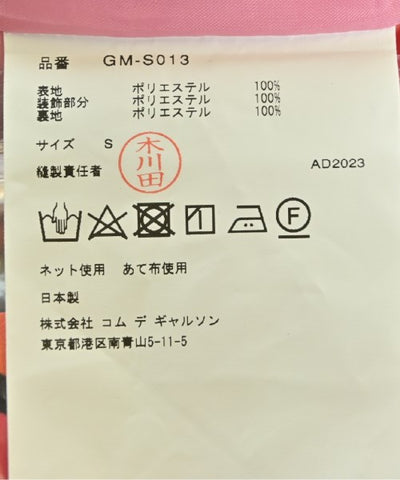 品番 GM-S013
表地 ポリエステル 100%
装飾部分 ポリエステル 100%
裏地 ポリエステル 100%
サイズ S
縫製責任者 木川田
AD2023
F
ネット使用 あて布使用
日本製
株式会社 コム デ ギャルソン
東京都港区南青山5-11-5